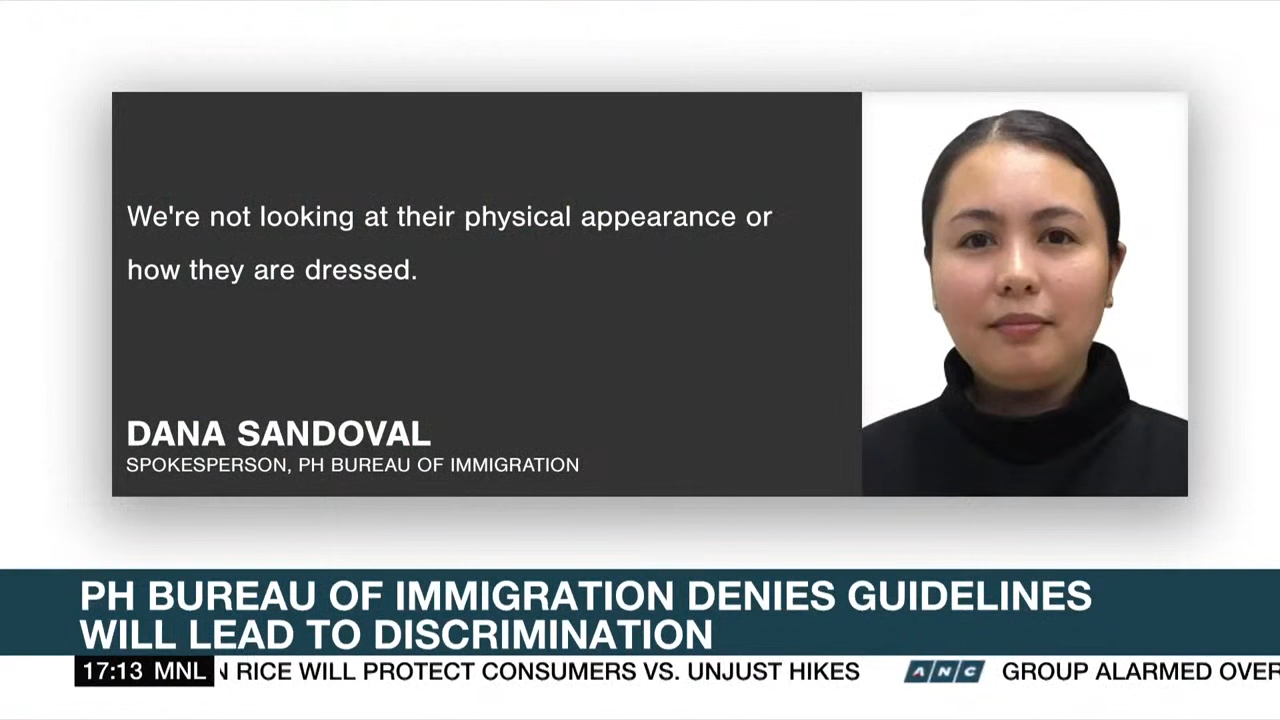 We're not looking at their physical appearance or
how they are dressed.
DANA SANDOVAL
SPOKESPERSON, PH BUREAU OF IMMIGRATION
PH BUREAU OF IMMIGRATION DENIES GUIDELINES
WILL LEAD TO DISCRIMINATION
17:13 MNL N RICE WILL PROTECT CONSUMERS VS. UNJUST HIKES ANC GROUP ALARMED OVER